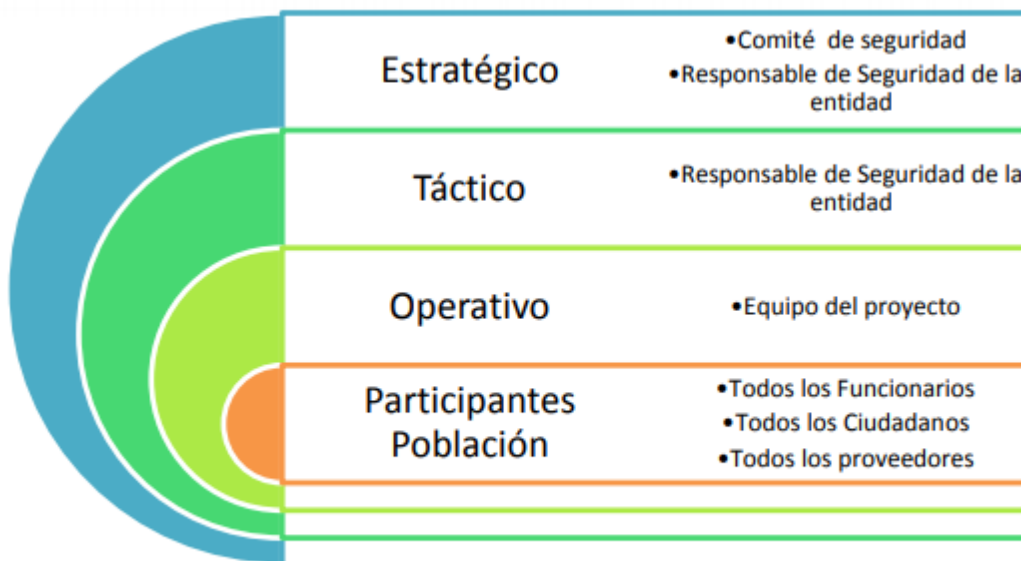 Estratégico
•Comité de seguridad
•Responsable de Seguridad de la
entidad
Táctico
•Responsable de Seguridad de la
entidad
Operativo
•Equipo del proyecto
Participantes
Población
•Todos los Funcionarios
•Todos los Ciudadanos
•Todos los proveedores